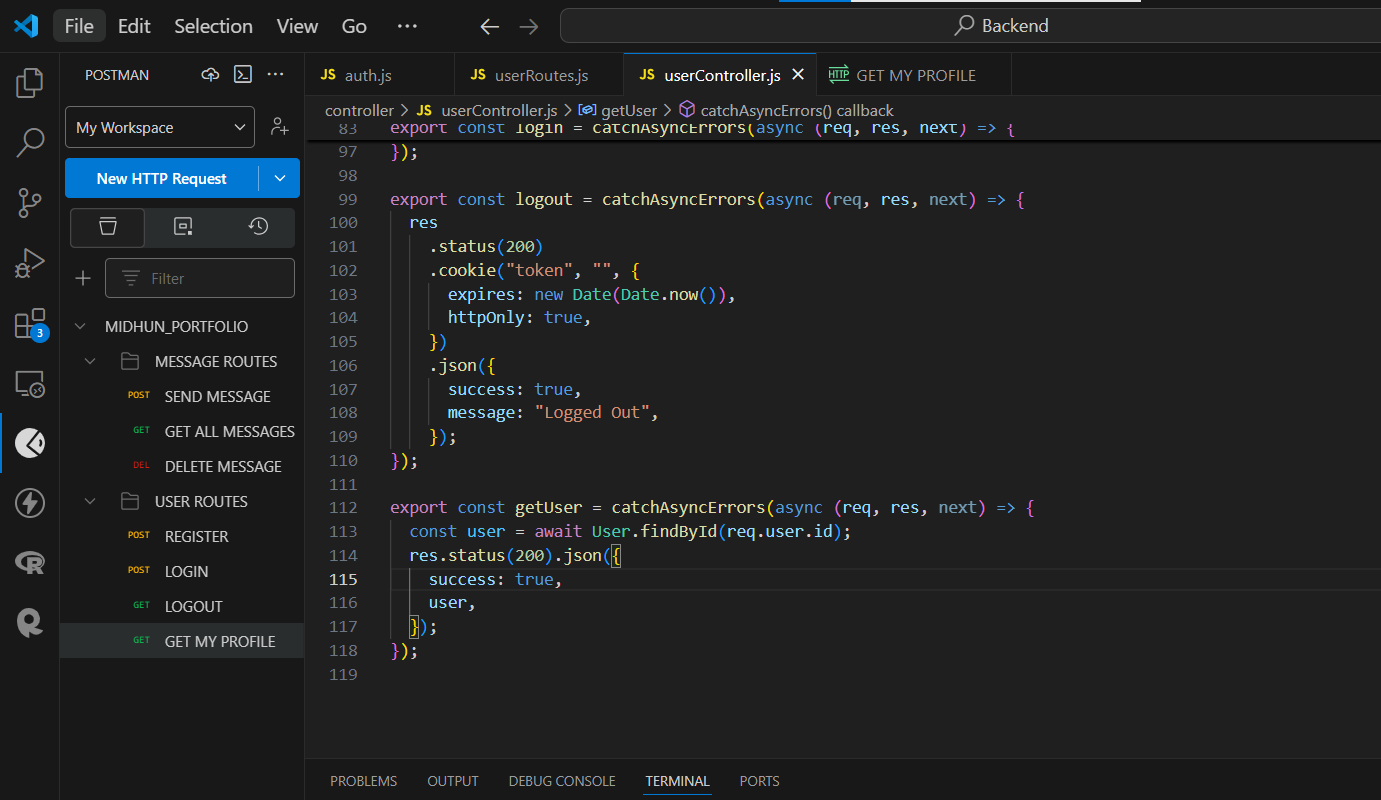 File Edit Selection View Go ··· ← → Backend
POSTMAN ···
My Workspace
New HTTP Request
Filter
MIDHUN_PORTFOLIO
MESSAGE ROUTES
POST SEND MESSAGE
GET GET ALL MESSAGES
DEL DELETE MESSAGE
USER ROUTES
POST REGISTER
POST LOGIN
GET LOGOUT
GET GET MY PROFILE
3
JS auth.js JS userRoutes.js JS userController.js HTTP GET MY PROFILE
controller > JS userController.js > getUser > catchAsyncErrors() callback
83 export const login = catchAsyncErrors(async (req, res, next) => {
97 });
98
99 export const logout = catchAsyncErrors(async (req, res, next) => {
100 res
101 .status(200)
102 .cookie("token", "", {
103 expires: new Date(Date.now()),
104 httpOnly: true,
105 })
106 .json({
107 success: true,
108 message: "Logged Out",
109 });
110 });
111
112 export const getUser = catchAsyncErrors(async (req, res, next) => {
113 const user = await User.findById(req.user.id);
114 res.status(200).json({
115 success: true,
116 user,
117 });
118 });
119
PROBLEMS OUTPUT DEBUG CONSOLE TERMINAL PORTS